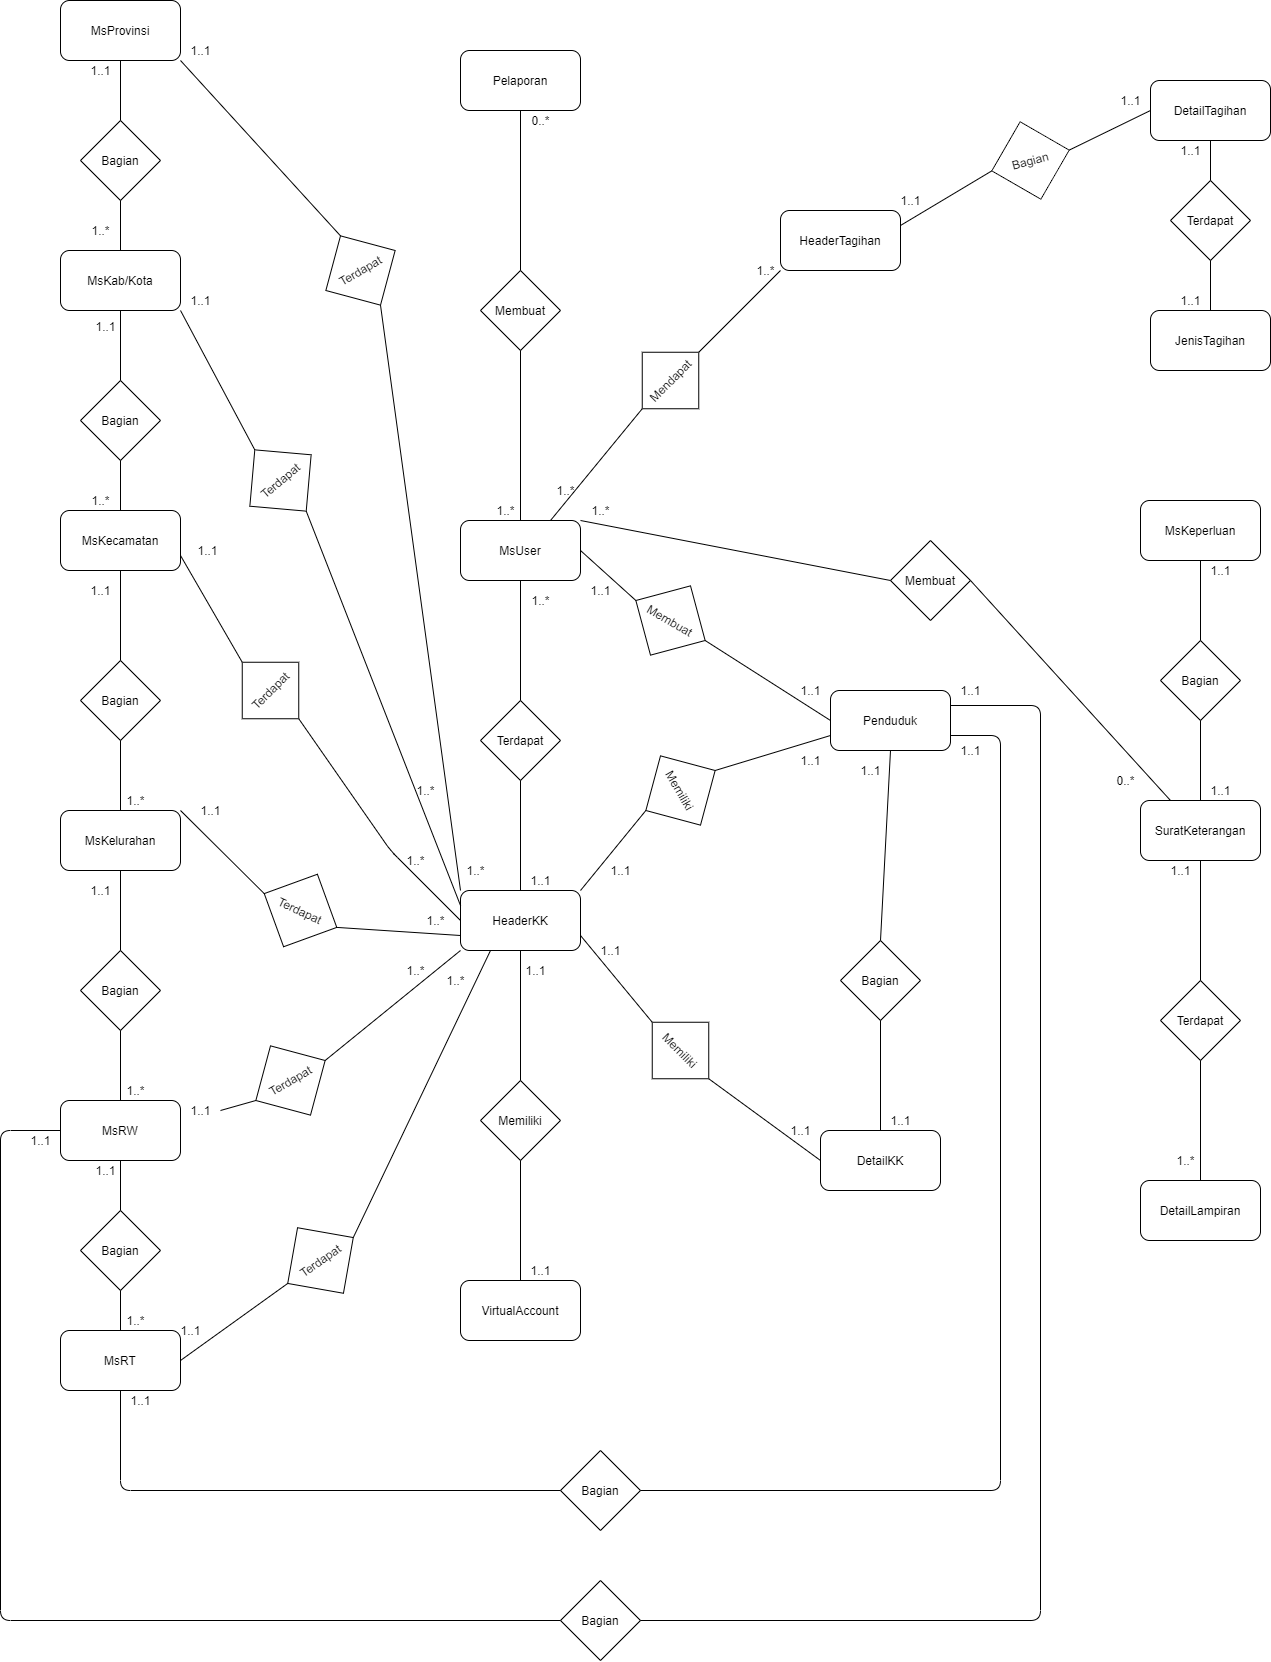 MsProvinsi
1..1
1..1
Pelaporan
0..*
1..1
DetailTagihan
1..1
Bagian
Bagian
1..1
Terdapat
1..*
HeaderTagihan
MsKab/Kota
1..*
Terdapat
1..1
1..1
1..1
Membuat
JenisTagihan
Mendapat
Bagian
Terdapat
1..*
1..*
1..*
1..*
MsKeperluan
MsKecamatan
1..1
MsUser
1..1
Membuat
1..1
1..1
1..*
Membuat
Bagian
Terdapat
Bagian
1..1
1..1
Penduduk
Terdapat
1..1
1..1
1..1
Memiliki
1..*
0..*
1..1
1..*
1..1
SuratKeterangan
MsKelurahan
1..*
1..*
1..1
1..1
1..1
1..1
Terdapat
1..*
HeaderKK
1..1
1..*
1..*
1..1
Bagian
Bagian
Terdapat
Memiliki
Terdapat
1..*
1..1
MsRW
Memiliki
1..1
1..1
1..1
DetailKK
1..*
1..1
DetailLampiran
Bagian
Terdapat
1..1
VirtualAccount
1..*
1..1
MsRT
1..1
Bagian
Bagian